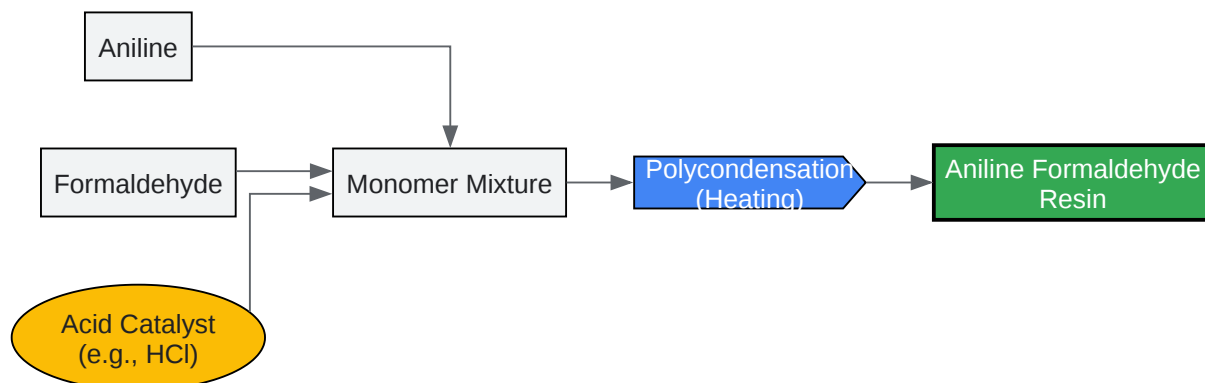 Aniline
Formaldehyde
Monomer Mixture
Polycondensation
(Heating)
Aniline Formaldehyde
Resin
Acid Catalyst
(e.g., HCl)